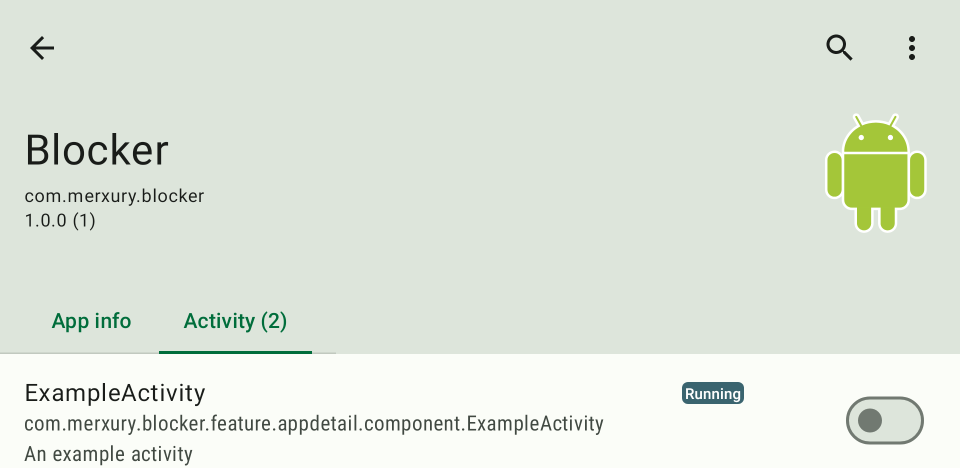 Blocker
com.merxury.blocker
1.0.0 (1)
App info
Activity (2)
ExampleActivity
Running
com.merxury.blocker.feature.appdetail.component.ExampleActivity
An example activity